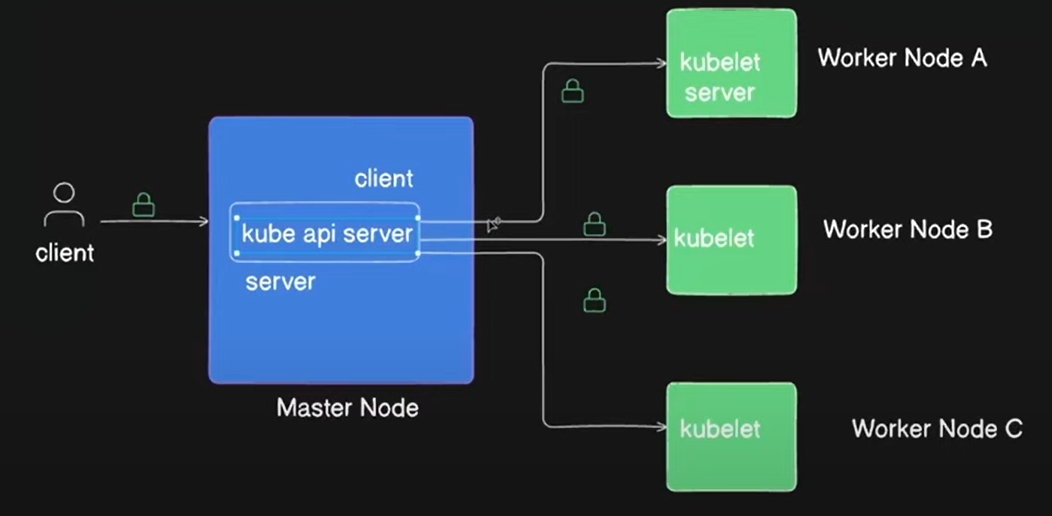 client
client
kube api server
server
Master Node
kubelet
server
Worker Node A
kubelet
Worker Node B
kubelet
Worker Node C